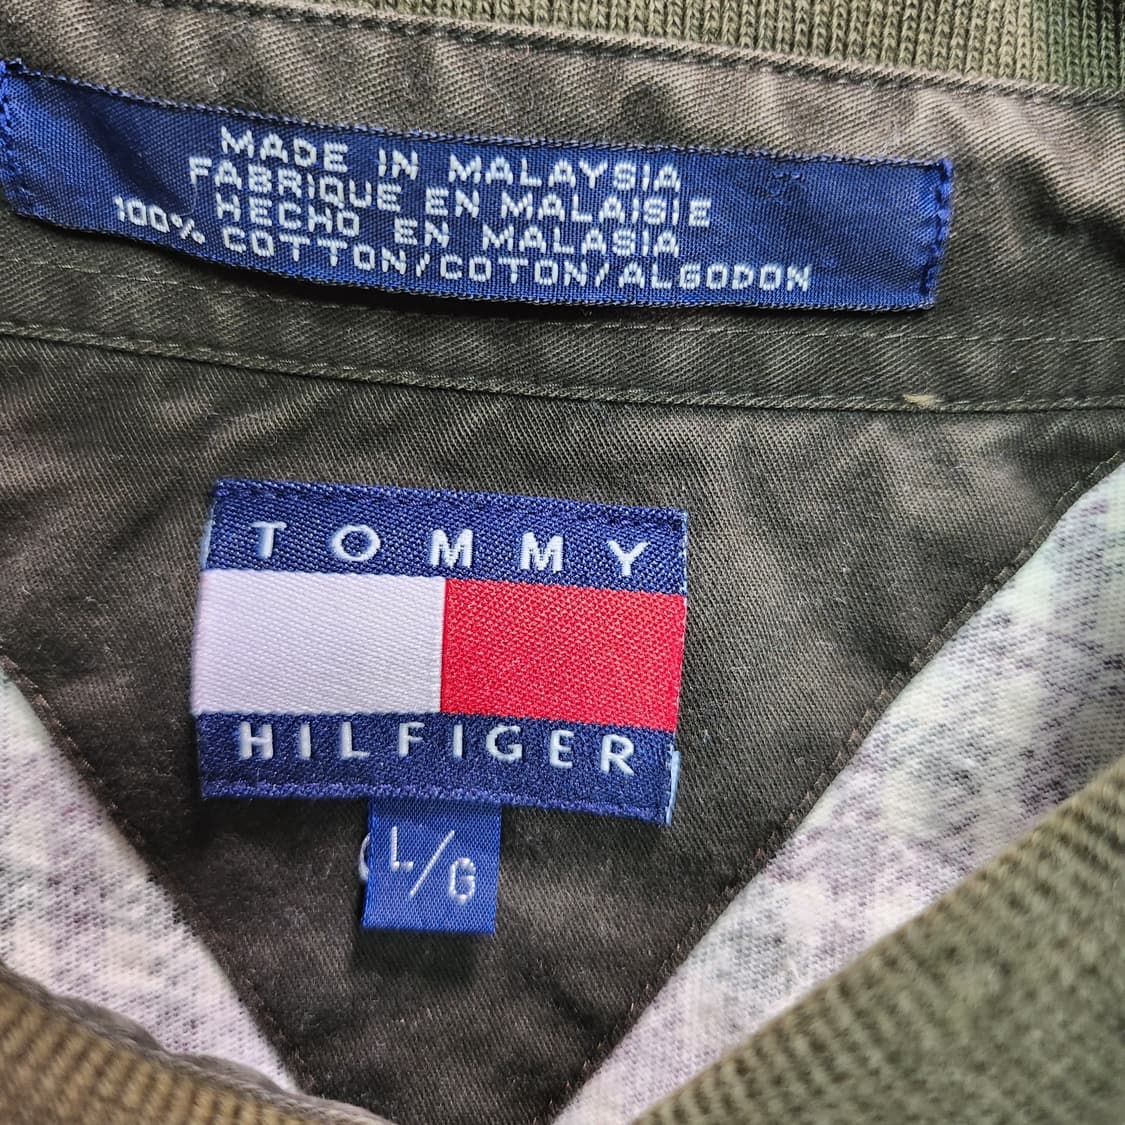 MADE IN MALAYSIA
FABRIQUE EN MALAISIE
HECHO EN MALASIA
100% COTTON/COTON/ALGODON
TOMMY
HILFIGER
L/G